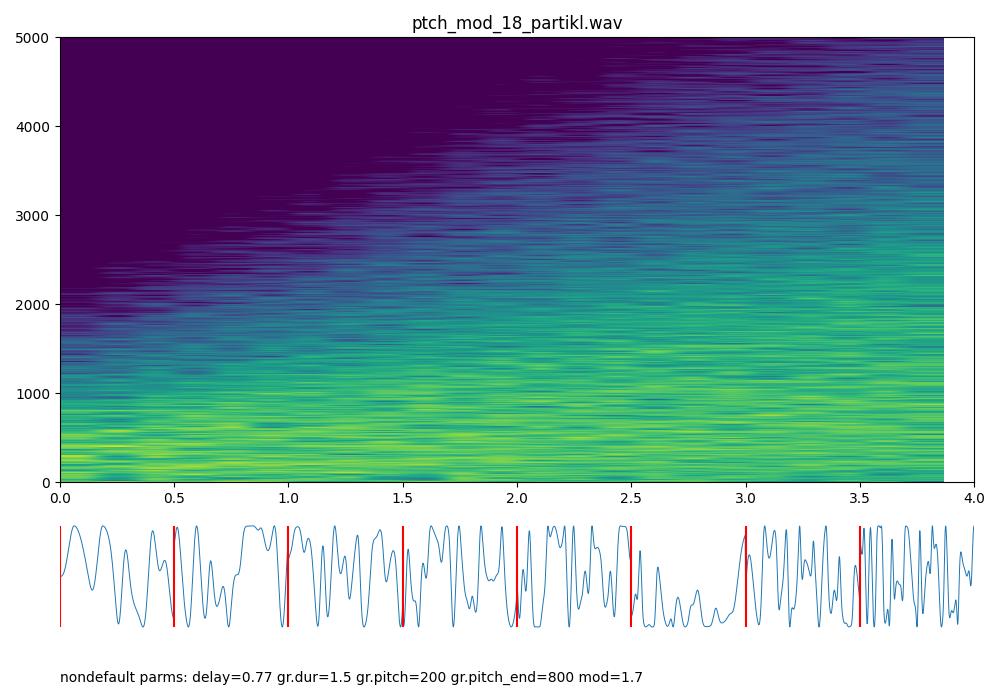 ptch_mod_18_partikl.wav
5000
4000
3000
2000
1000
0
0.0 0.5 1.0 1.5 2.0 2.5 3.0 3.5 4.0
nondefault parms: delay=0.77 gr.dur=1.5 gr.pitch=200 gr.pitch_end=800 mod=1.7